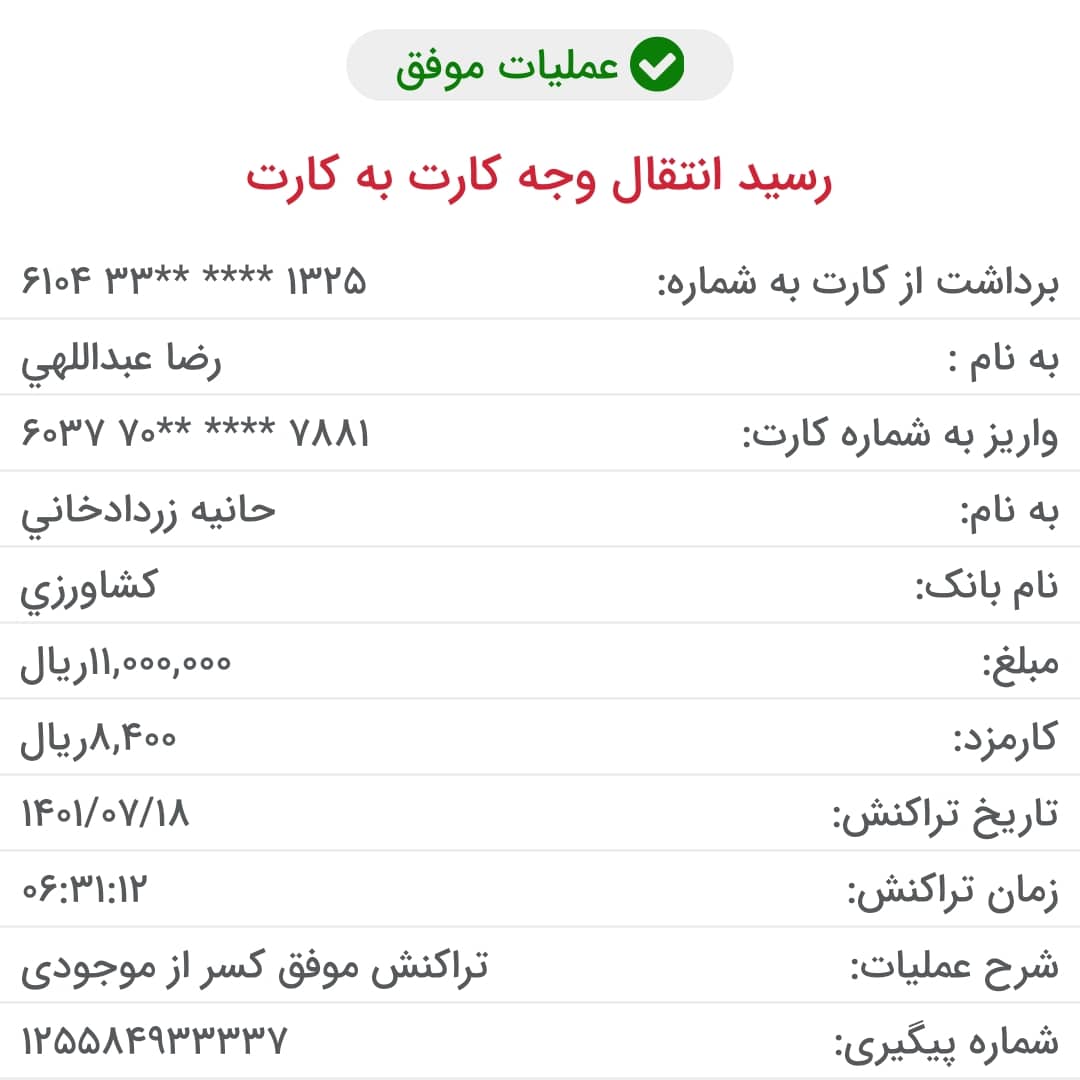 عملیات موفق
رسید انتقال وجه کارت به کارت
برداشت از کارت به شماره: ۶۱۰۴ ۳۳** **** ۱۳۲۵
به نام : رضا عبداللهي
واریز به شماره کارت: ۶۰۳۷ ۷۰** **** ۷۸۸۱
به نام: حانیه زردادخاني
نام بانک: کشاورزي
مبلغ: ۱۱,۰۰۰,۰۰۰ریال
کارمزد: ۸,۴۰۰ریال
تاریخ تراکنش: ۱۴۰۱/۰۷/۱۸
زمان تراکنش: ۰۶:۳۱:۱۲
شرح عملیات: تراکنش موفق کسر از موجودی
شماره پیگیری: ۱۲۵۵۸۴۹۳۳۳۳۷